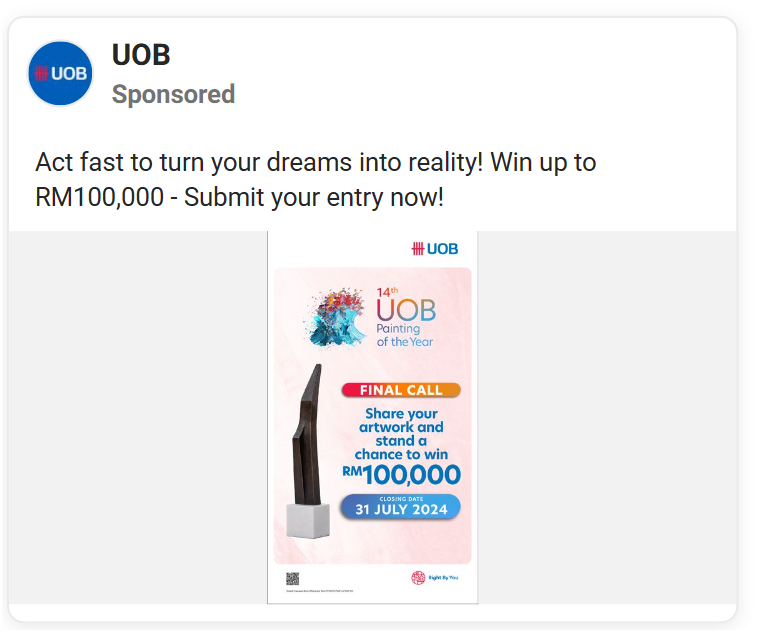 UOB
UOB
Sponsored
Act fast to turn your dreams into reality! Win up to
RM100,000 - Submit your entry now!
UOB
14th
UOB
Painting
of the Year
FINAL CALL
Share your
artwork and
stand a
chance to win
RM100,000
CLOSING DATE
31 JULY 2024
Right By You